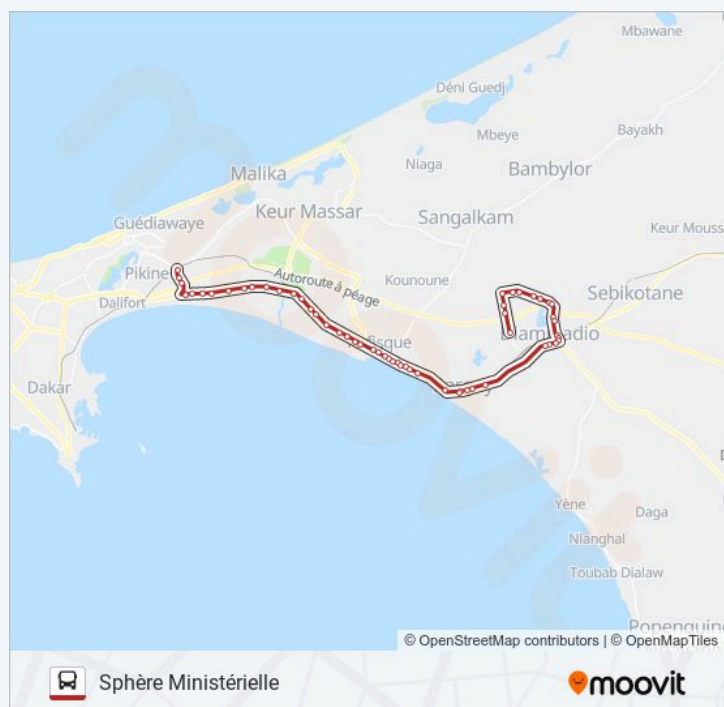 Mbawane
Déni Guedj
Bayakh
Mbeye
Niaga
Bambylor
Malika
Keur Massar
Sangalkam
Guédiawaye
Keur Mouss
Pikine
Autoroute à péage
Kounoune
Sebikotane
Dalifort
Dakar
Yène
Daga
Nianghal
Toubab Dialaw
Popenguine
© OpenStreetMap contributors | © OpenMapTiles
Sphère Ministérielle
moovit